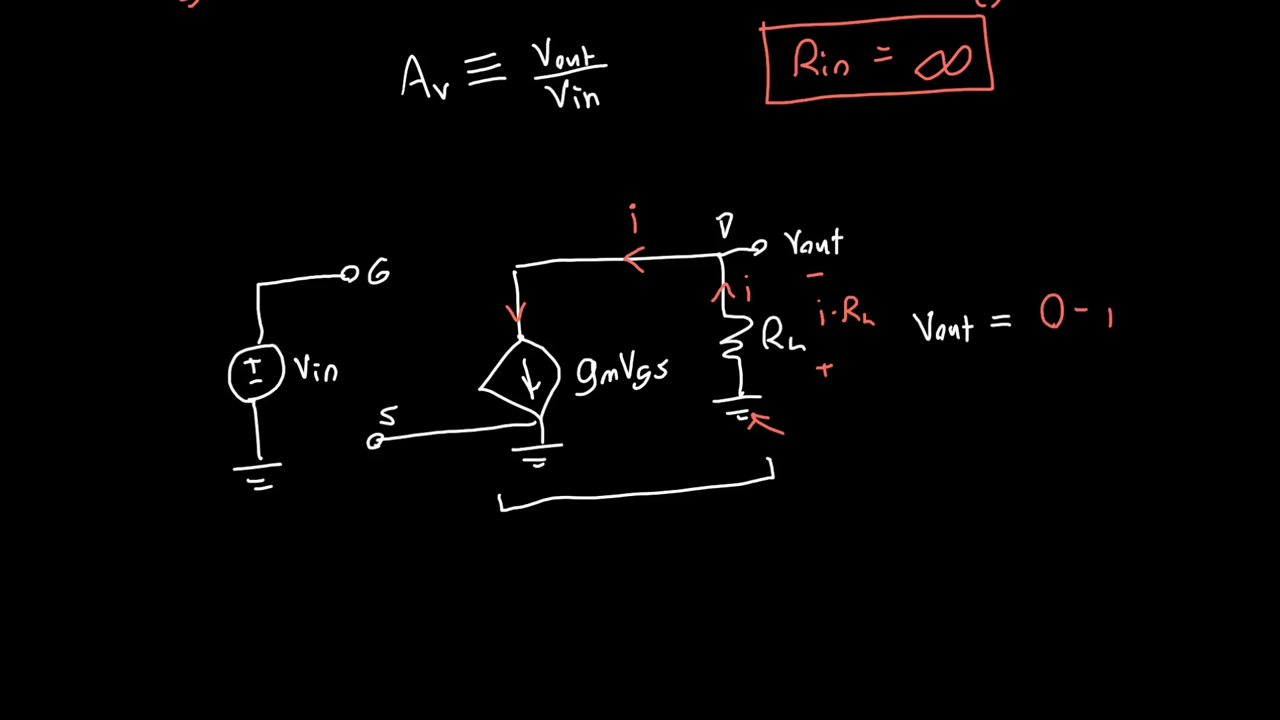 Av ≡ Vout/Vin
Rin = ∞
i
D
Vout
G
−
i
i·RL
Vout = 0 - i
+
−
Vin
gmVgs
RL
+
S